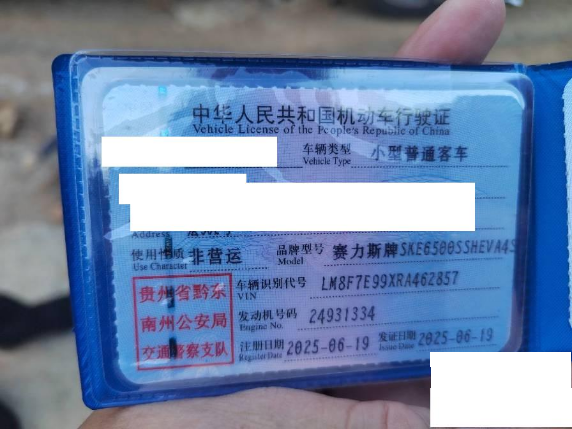 中华人民共和国机动车行驶证
Vehicle License of the People's Republic of China
车辆类型 小型普通客车
Vehicle Type
Address
使用性质 非营运 品牌型号 赛力斯牌SKE6500SSHEVA4S
Use Character Model
车辆识别代号 LM8F7E99XRA462857
VIN
发动机号码 24931334
Engine No.
注册日期 2025-06-19 发证日期 2025-06-19
Register Date Issue Date
贵州省黔东
南州公安局
交通警察支队